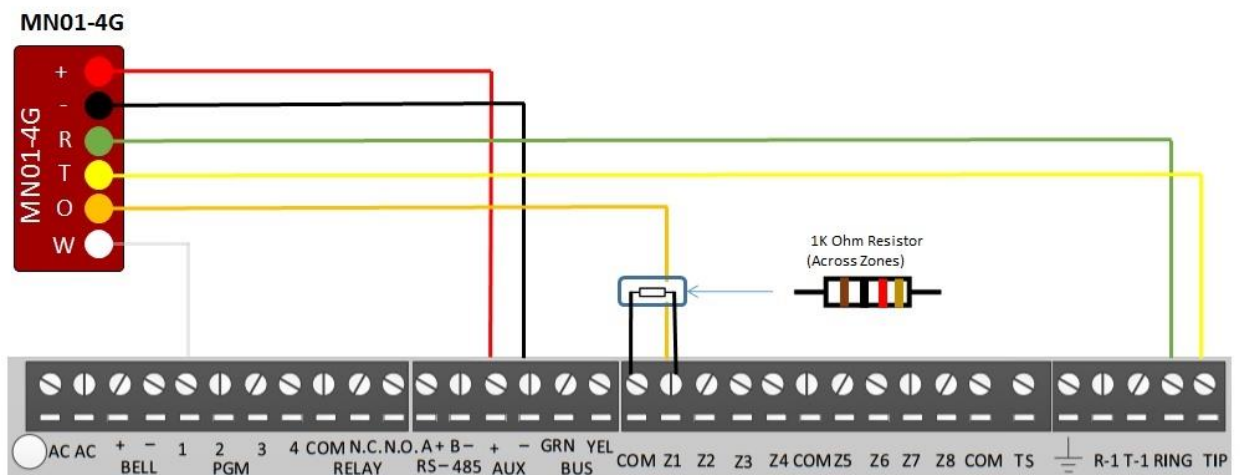 MN01-4G
MN01-4G
+
-
R
T
O
W
1K Ohm Resistor
(Across Zones)
AC AC + − 1 2 3 4 COM N.C. N.O. A+ B− + − GRN YEL COM Z1 Z2 Z3 Z4 COM Z5 Z6 Z7 Z8 COM TS R-1 T-1 RING TIP
BELL PGM RELAY RS−485 AUX BUS